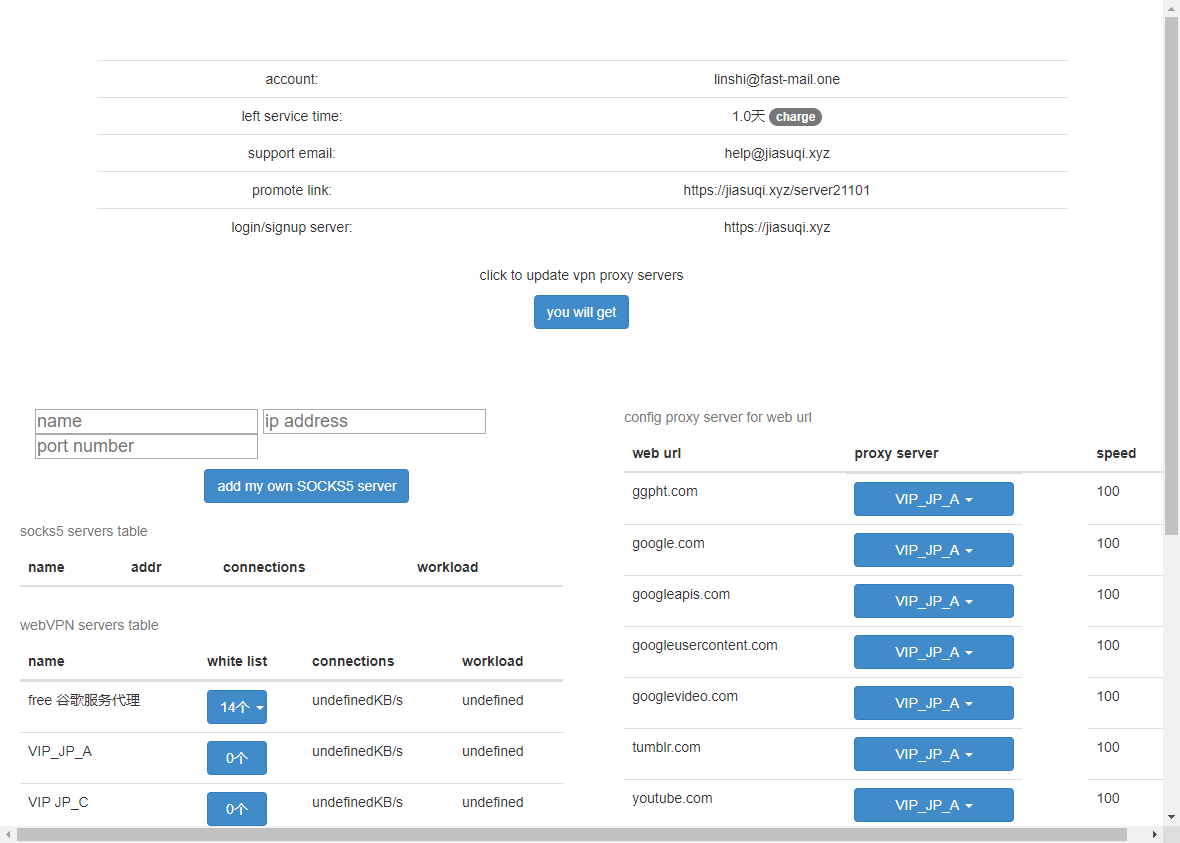 account: linshi@fast-mail.one
left service time: 1.0天 charge
support email: help@jiasuqi.xyz
promote link: https://jiasuqi.xyz/server21101
login/signup server: https://jiasuqi.xyz
click to update vpn proxy servers
you will get
name ip address
port number
add my own SOCKS5 server
socks5 servers table
name addr connections workload
webVPN servers table
name white list connections workload
free 谷歌服务代理 14个 undefinedKB/s undefined
VIP_JP_A 0个 undefinedKB/s undefined
VIP JP_C 0个 undefinedKB/s undefined
config proxy server for web url
web url proxy server speed
ggpht.com VIP_JP_A 100
google.com VIP_JP_A 100
googleapis.com VIP_JP_A 100
googleusercontent.com VIP_JP_A 100
googlevideo.com VIP_JP_A 100
tumblr.com VIP_JP_A 100
youtube.com VIP_JP_A 100